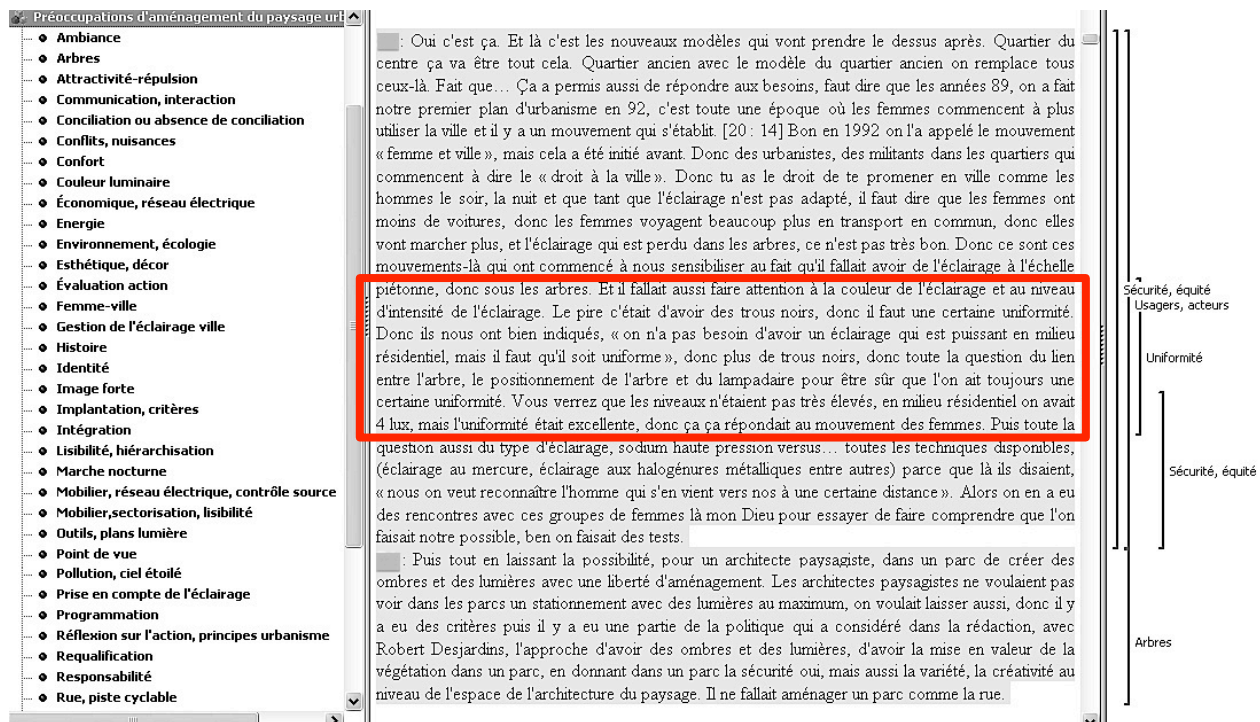 Préoccupations d'aménagement du paysage urb
Ambiance
Arbres
Attractivité-répulsion
Communication, interaction
Conciliation ou absence de conciliation
Conflits, nuisances
Confort
Couleur luminaire
Économique, réseau électrique
Energie
Environnement, écologie
Esthétique, décor
Évaluation action
Femme-ville
Gestion de l'éclairage ville
Histoire
Identité
Image forte
Implantation, critères
Intégration
Lisibilité, hiérarchisation
Marche nocturne
Mobilier, réseau électrique, contrôle source
Mobilier,sectorisation, lisibilité
Outils, plans lumière
Point de vue
Pollution, ciel étoilé
Prise en compte de l'éclairage
Programmation
Réflexion sur l'action, principes urbanisme
Requalification
Responsabilité
Rue, piste cyclable
: Oui c'est ça. Et là c'est les nouveaux modèles qui vont prendre le dessus après. Quartier du
centre ça va être tout cela. Quartier ancien avec le modèle du quartier ancien on remplace tous
ceux-là. Fait que… Ça a permis aussi de répondre aux besoins, faut dire que les années 89, on a fait
notre premier plan d'urbanisme en 92, c'est toute une époque où les femmes commencent à plus
utiliser la ville et il y a un mouvement qui s'établit. [20 : 14] Bon en 1992 on l'a appelé le mouvement
« femme et ville », mais cela a été initié avant. Donc des urbanistes, des militants dans les quartiers qui
commencent à dire le « droit à la ville ». Donc tu as le droit de te promener en ville comme les
hommes le soir, la nuit et que tant que l'éclairage n'est pas adapté, il faut dire que les femmes ont
moins de voitures, donc les femmes voyagent beaucoup plus en transport en commun, donc elles
vont marcher plus, et l'éclairage qui est perdu dans les arbres, ce n'est pas très bon. Donc ce sont ces
mouvements-là qui ont commencé à nous sensibiliser au fait qu'il fallait avoir de l'éclairage à l'échelle
piétonne, donc sous les arbres. Et il fallait aussi faire attention à la couleur de l'éclairage et au niveau
d'intensité de l'éclairage. Le pire c'était d'avoir des trous noirs, donc il faut une certaine uniformité.
Donc ils nous ont bien indiqués, « on n'a pas besoin d'avoir un éclairage qui est puissant en milieu
résidentiel, mais il faut qu'il soit uniforme », donc plus de trous noirs, donc toute la question du lien
entre l'arbre, le positionnement de l'arbre et du lampadaire pour être sûr que l'on ait toujours une
certaine uniformité. Vous verrez que les niveaux n'étaient pas très élevés, en milieu résidentiel on avait
4 lux, mais l'uniformité était excellente, donc ça ça répondait au mouvement des femmes. Puis toute la
question aussi du type d'éclairage, sodium haute pression versus… toutes les techniques disponibles,
(éclairage au mercure, éclairage aux halogénures métalliques entre autres) parce que là ils disaient,
« nous on veut reconnaître l'homme qui s'en vient vers nos à une certaine distance ». Alors on en a eu
des rencontres avec ces groupes de femmes là mon Dieu pour essayer de faire comprendre que l'on
faisait notre possible, ben on faisait des tests.
: Puis tout en laissant la possibilité, pour un architecte paysagiste, dans un parc de créer des
ombres et des lumières avec une liberté d'aménagement. Les architectes paysagistes ne voulaient pas
voir dans les parcs un stationnement avec des lumières au maximum, on voulait laisser aussi, donc il y
a eu des critères puis il y a eu une partie de la politique qui a considéré dans la rédaction, avec
Robert Desjardins, l'approche d'avoir des ombres et des lumières, d'avoir la mise en valeur de la
végétation dans un parc, en donnant dans un parc la sécurité oui, mais aussi la variété, la créativité au
niveau de l'espace de l'architecture du paysage. Il ne fallait aménager un parc comme la rue.
Sécurité, équité
Usagers, acteurs
Uniformité
Sécurité, équité
Arbres